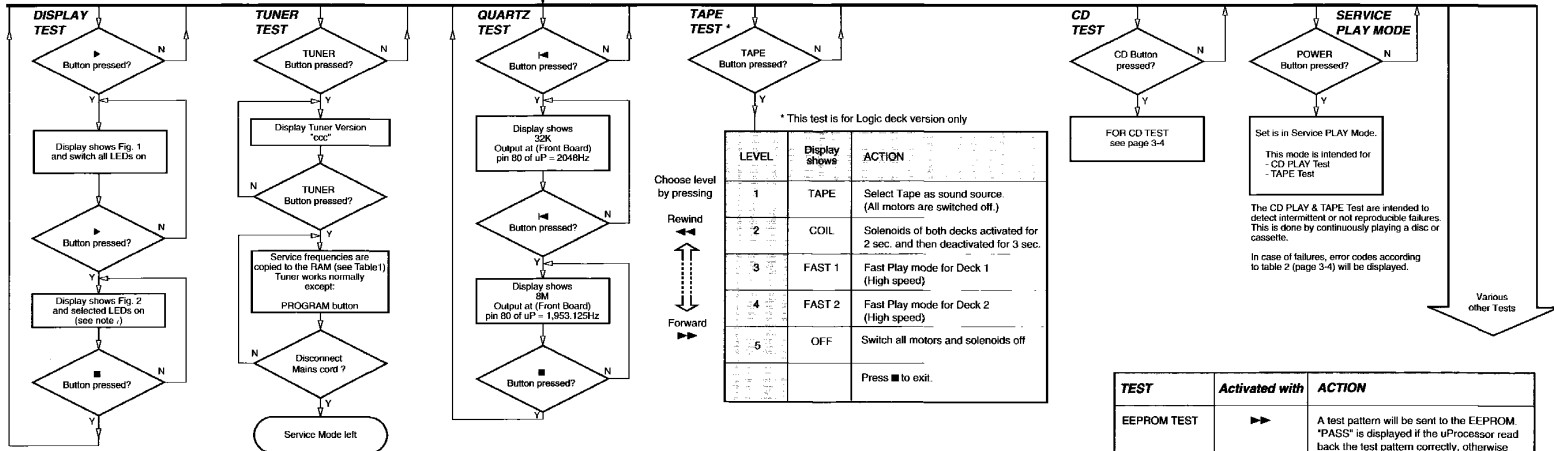 DISPLAY
TEST
▶
Button pressed?
N
Y
Display shows Fig. 1
and switch all LEDs on
▶
Button pressed?
N
Y
Display shows Fig. 2
and selected LEDs on
(see note )
■
Button pressed?
N
Y
TUNER
TEST
TUNER
Button pressed?
N
Y
Display Tuner Version
"ccc"
TUNER
Button pressed?
N
Y
Service frequencies are
copied to the RAM (see Table1)
Tuner works normally
except:
PROGRAM button
Disconnect
Mains cord ?
N
Y
Service Mode left
QUARTZ
TEST
|◀
Button pressed?
N
Y
Display shows
32K
Output at (Front Board)
pin 80 of uP = 2048Hz
|◀
Button pressed?
N
Y
Display shows
8M
Output at (Front Board)
pin 80 of uP = 1,953.125Hz
■
Button pressed?
N
Y
TAPE
TEST *
TAPE
Button pressed?
N
Y
* This test is for Logic deck version only
Choose level
by pressing
Rewind
◀◀
Forward
▶▶
LEVEL Display shows ACTION
1 TAPE Select Tape as sound source.
(All motors are switched off.)
2 COIL Solenoids of both decks activated for
2 sec. and then deactivated for 3 sec.
3 FAST 1 Fast Play mode for Deck 1
(High speed)
4 FAST 2 Fast Play mode for Deck 2
(High speed)
5 OFF Switch all motors and solenoids off
Press ■ to exit.
CD
TEST
CD Button
pressed?
N
Y
FOR CD TEST
see page 3-4
SERVICE
PLAY MODE
POWER
Button pressed?
N
Y
Set is in Service PLAY Mode.
This mode is intended for
- CD PLAY Test
- TAPE Test
The CD PLAY & TAPE Test are intended to
detect intermittent or not reproducible failures.
This is done by continuously playing a disc or
cassette.
In case of failures, error codes according
to table 2 (page 3-4) will be displayed.
Various
other Tests
TEST Activated with ACTION
EEPROM TEST ▶▶ A test pattern will be sent to the EEPROM.
"PASS" is displayed if the uProcessor read
back the test pattern correctly, otherwise